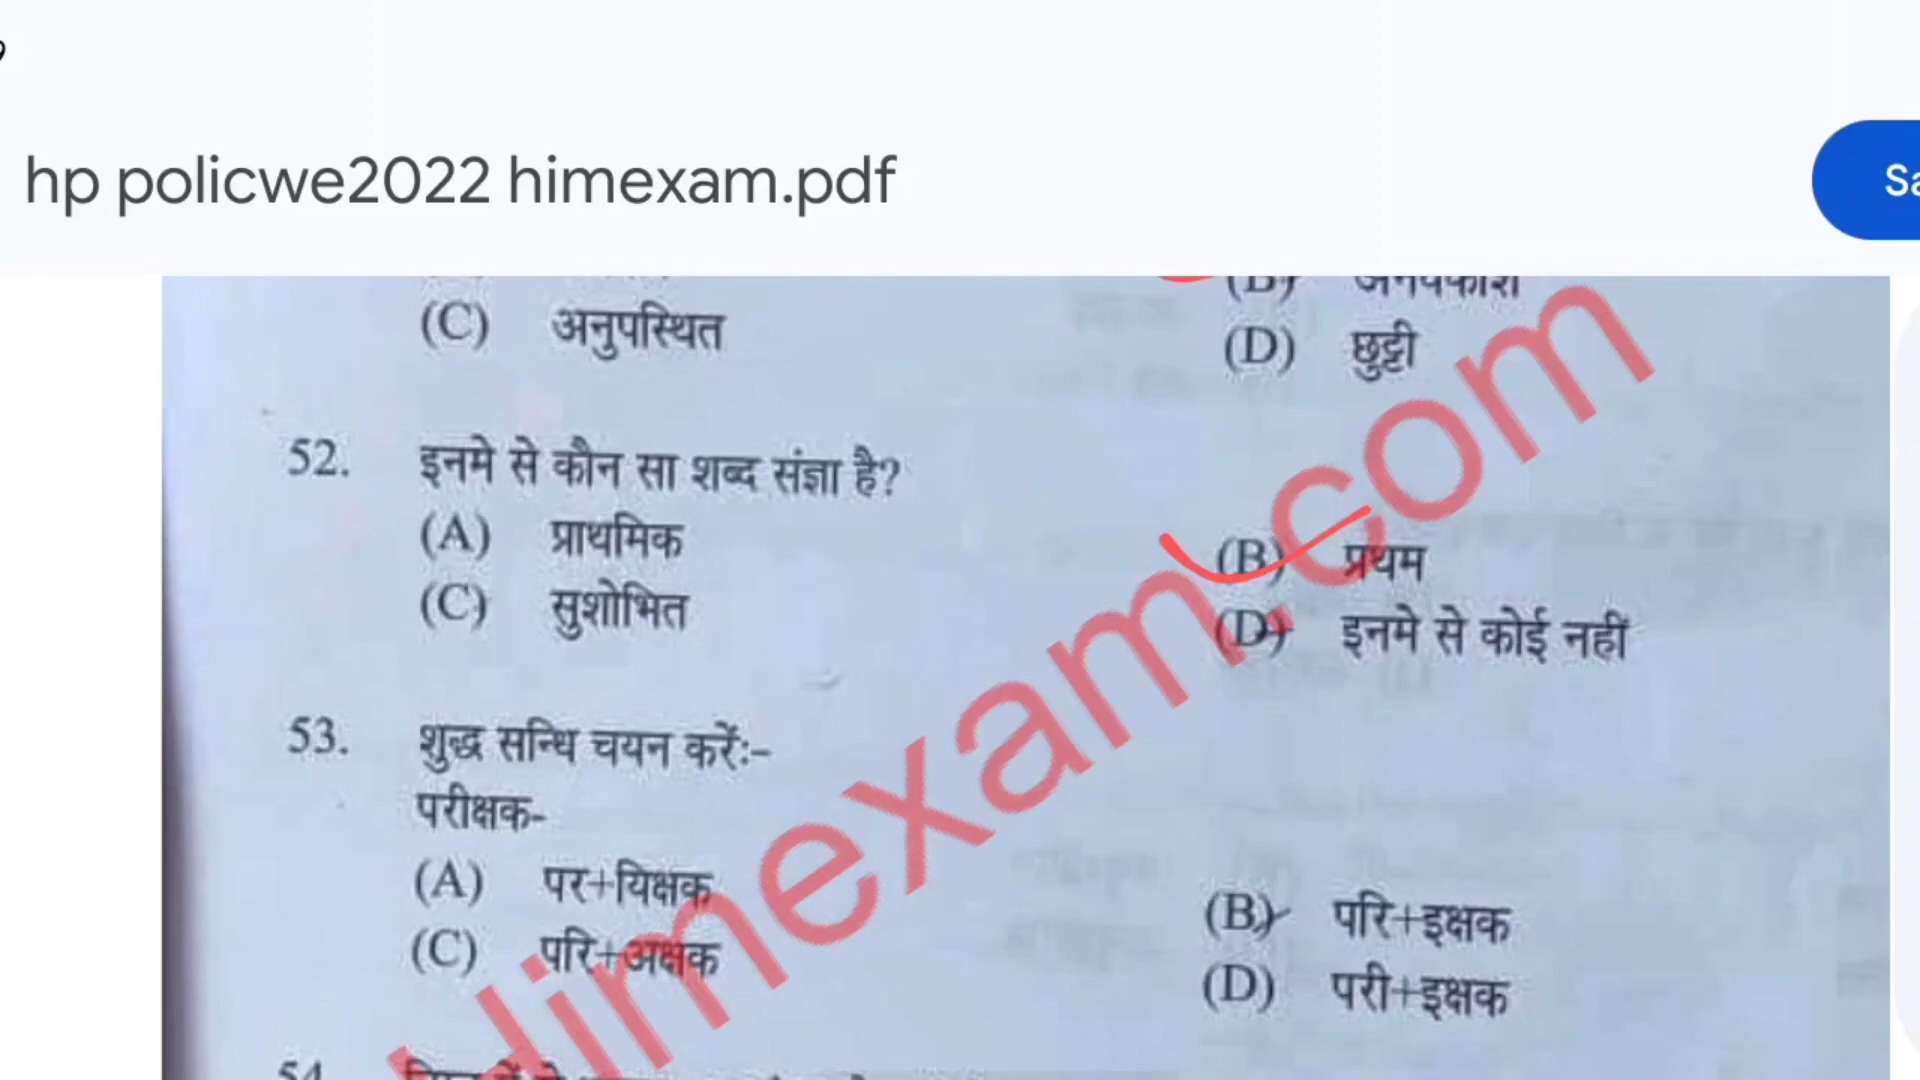 hp policwe2022 himexam.pdf
Sa
(C) अनुपस्थित
(D) छुट्टी
52. इनमे से कौन सा शब्द संज्ञा है?
(A) प्राथमिक
(B) प्रथम
(C) सुशोभित
(D) इनमे से कोई नहीं
53. शुद्ध सन्धि चयन करें:-
परीक्षक-
(A) पर+यिक्षक
(B) परि+इक्षक
(C) परि+अक्षक
(D) परी+इक्षक
54.
Himexam.com